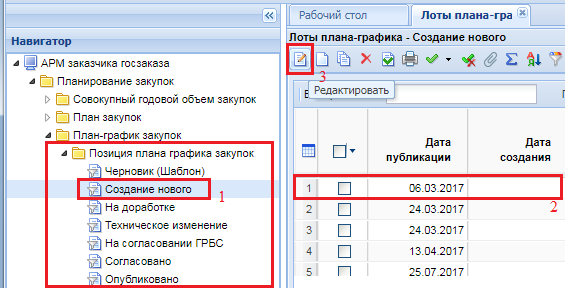 Рабочий стол
Лоты плана-гра
Навигатор
Лоты плана-графика - Создание нового
АРМ заказчика госзаказа
Планирование закупок
Совокупный годовой объем закупок
План закупок
План-график закупок
Позиция плана графика закупок
Черновик (Шаблон)
Создание нового
На доработке
Техническое изменение
На согласовании ГРБС
Согласовано
Опубликовано
1
3
Редактировать
Дата публикации
Дата создания
1 06.03.2017
2
2 24.03.2017
3 24.03.2017
4 13.04.2017
5 25.07.2017